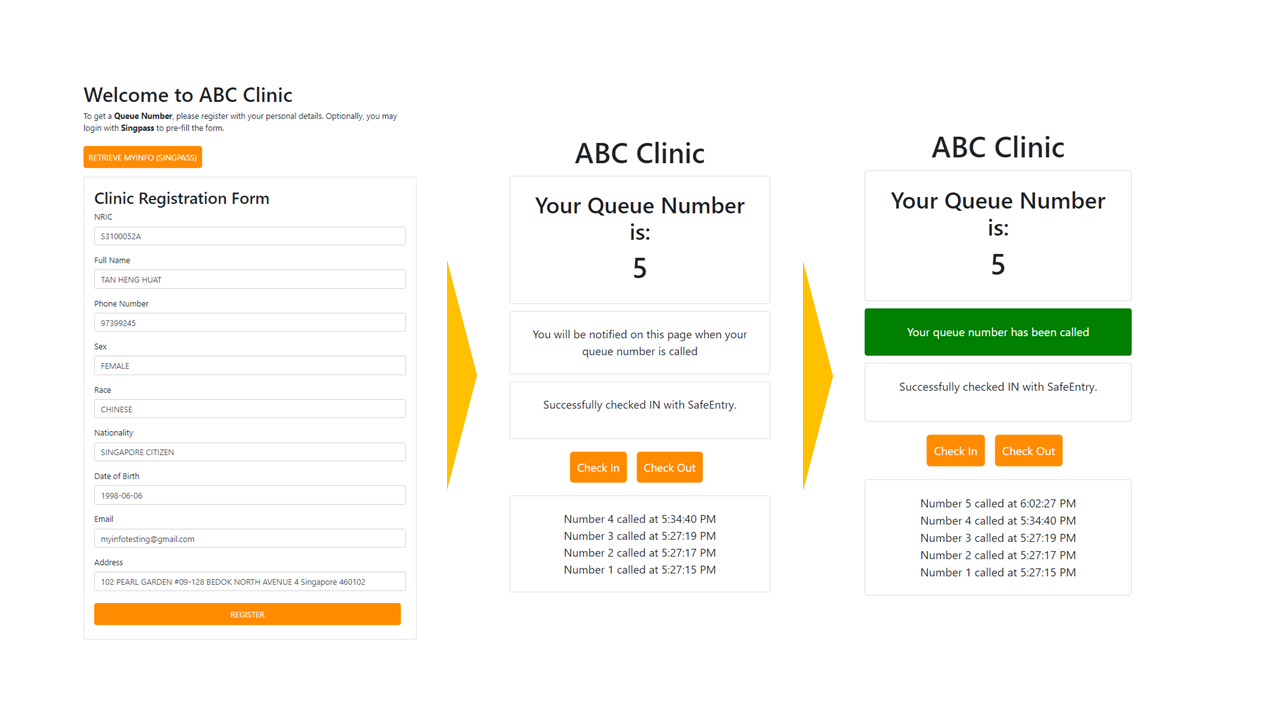 Welcome to ABC Clinic
To get a Queue Number, please register with your personal details. Optionally, you may
login with Singpass to pre-fill the form.
RETRIEVE MYINFO (SINGPASS)
Clinic Registration Form
NRIC
S3100052A
Full Name
TAN HENG HUAT
Phone Number
97399245
Sex
FEMALE
Race
CHINESE
Nationality
SINGAPORE CITIZEN
Date of Birth
1998-06-06
Email
myinfotesting@gmail.com
Address
102 PEARL GARDEN #09-128 BEDOK NORTH AVENUE 4 Singapore 460102
REGISTER
ABC Clinic
Your Queue Number
is:
5
You will be notified on this page when your
queue number is called
Successfully checked IN with SafeEntry.
Check In Check Out
Number 4 called at 5:34:40 PM
Number 3 called at 5:27:19 PM
Number 2 called at 5:27:17 PM
Number 1 called at 5:27:15 PM
ABC Clinic
Your Queue Number
is:
5
Your queue number has been called
Successfully checked IN with SafeEntry.
Check In Check Out
Number 5 called at 6:02:27 PM
Number 4 called at 5:34:40 PM
Number 3 called at 5:27:19 PM
Number 2 called at 5:27:17 PM
Number 1 called at 5:27:15 PM